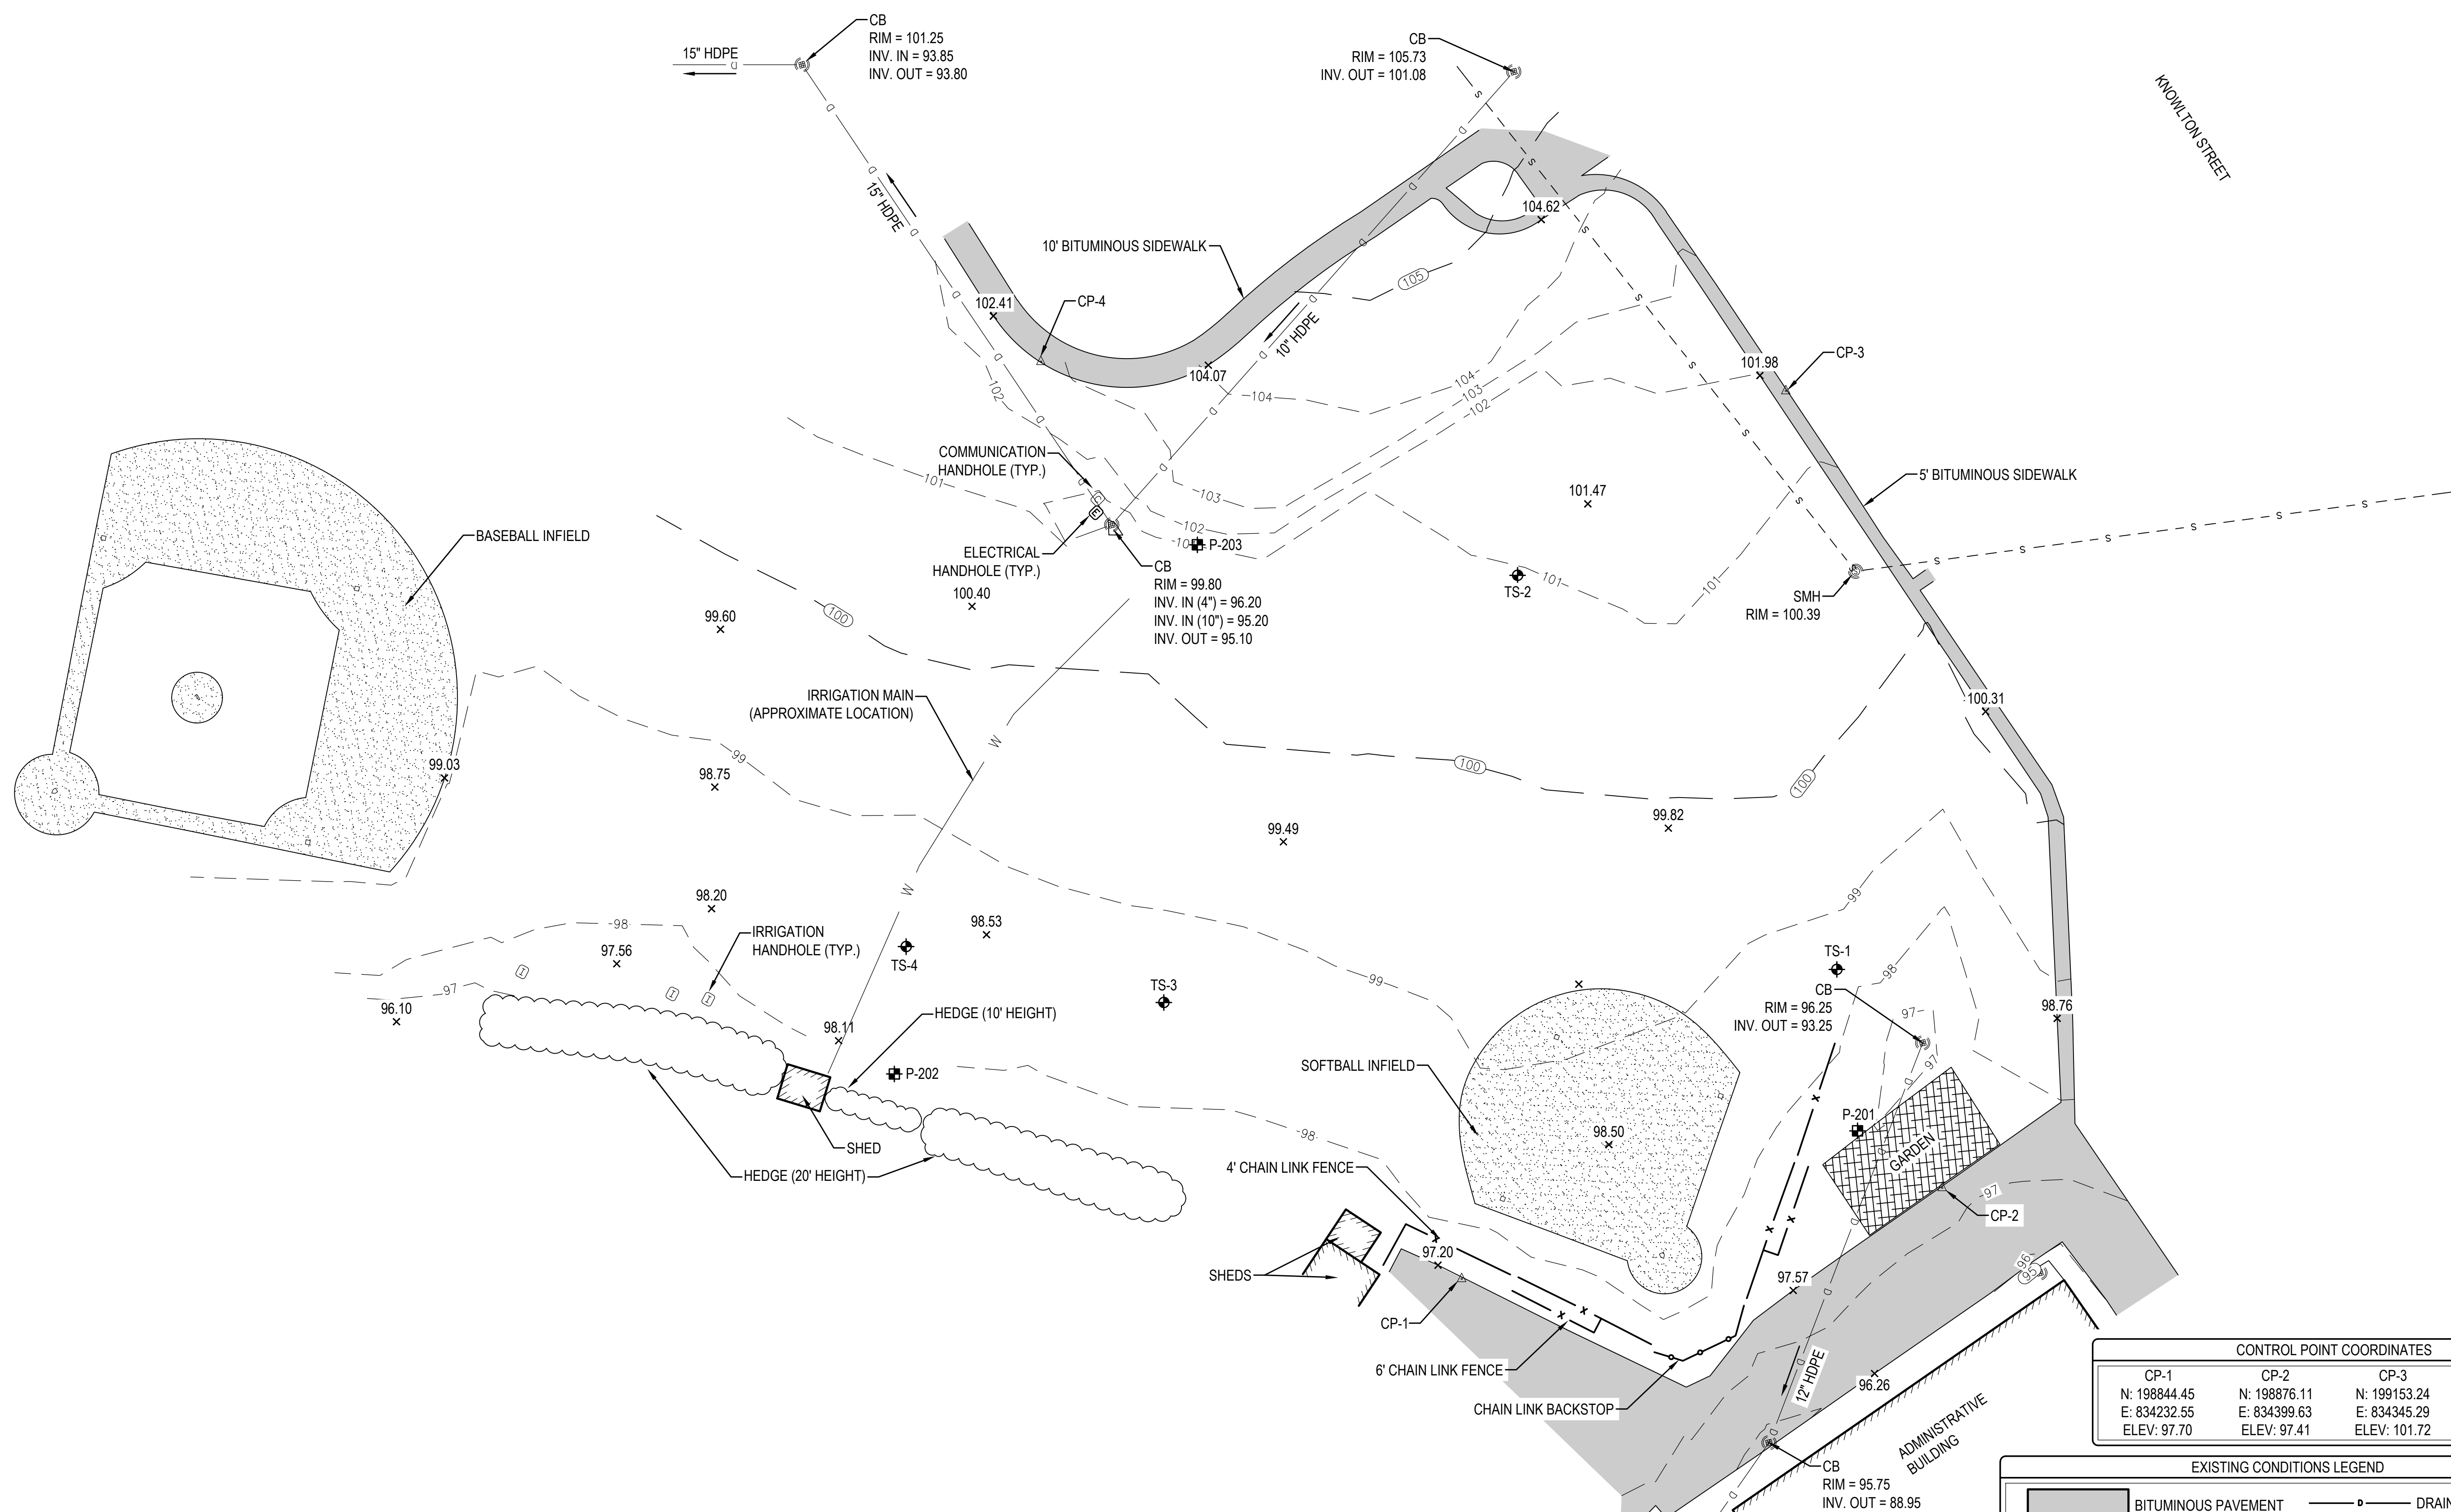 CB
RIM = 101.25
INV. IN = 93.85
INV. OUT = 93.80
15" HDPE
CB
RIM = 105.73
INV. OUT = 101.08
KNOWLTON STREET
15" HDPE
104.62
10' BITUMINOUS SIDEWALK
105
CP-4
102.41
10" HDPE
104.07
101.98
CP-3
102
104
104
103
102
COMMUNICATION
HANDHOLE (TYP.)
101
C
E
103
102
101.47
5' BITUMINOUS SIDEWALK
BASEBALL INFIELD
ELECTRICAL
HANDHOLE (TYP.)
P-203
CB
RIM = 99.80
INV. IN (4") = 96.20
INV. IN (10") = 95.20
INV. OUT = 95.10
TS-2
101
101
SMH
RIM = 100.39
100.40
99.60
100
IRRIGATION MAIN
(APPROXIMATE LOCATION)
100.31
W
99
99.03
98.75
100
100
99.49
99.82
W
99
98.20
98
IRRIGATION
HANDHOLE (TYP.)
98.53
97.56
TS-4
TS-1
98
I
I
I
97
99
TS-3
CB
RIM = 96.25
INV. OUT = 93.25
97
98.76
96.10
98.11
HEDGE (10' HEIGHT)
P-202
SOFTBALL INFIELD
97
P-201
98
98.50
SHED
GARDEN
HEDGE (20' HEIGHT)
4' CHAIN LINK FENCE
97
CP-2
97.20
SHEDS
96
95
97.57
CP-1
6' CHAIN LINK FENCE
12" HDPE
96.26
CHAIN LINK BACKSTOP
ADMINISTRATIVE
BUILDING
CB
RIM = 95.75
INV. OUT = 88.95
CONTROL POINT COORDINATES
CP-1 CP-2 CP-3
N: 198844.45 N: 198876.11 N: 199153.24
E: 834232.55 E: 834399.63 E: 834345.29
ELEV: 97.70 ELEV: 97.41 ELEV: 101.72
EXISTING CONDITIONS LEGEND
BITUMINOUS PAVEMENT D